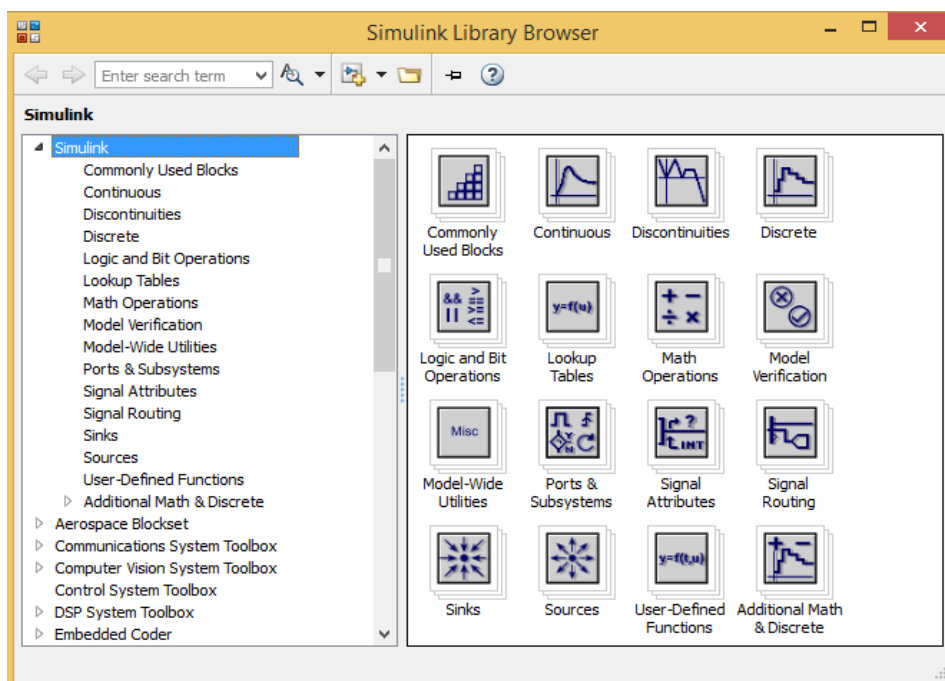 Simulink Library Browser
Enter search term
Simulink
Simulink
Commonly Used Blocks
Continuous
Discontinuities
Discrete
Logic and Bit Operations
Lookup Tables
Math Operations
Model Verification
Model-Wide Utilities
Ports & Subsystems
Signal Attributes
Signal Routing
Sinks
Sources
User-Defined Functions
Additional Math & Discrete
Aerospace Blockset
Communications System Toolbox
Computer Vision System Toolbox
Control System Toolbox
DSP System Toolbox
Embedded Coder
Commonly
Used Blocks
Continuous
Discontinuities
Discrete
&& >
== 
|| >=
<=
Logic and Bit
Operations
y=f(u)
Lookup
Tables
+ −
÷ ×
Math
Operations
Model
Verification
Misc
Model-Wide
Utilities
Y
N
Ports &
Subsystems
?
INT
Signal
Attributes
Signal
Routing
Sinks
Sources
y=f(t,u)
User-Defined
Functions
+ −
Additional Math
& Discrete